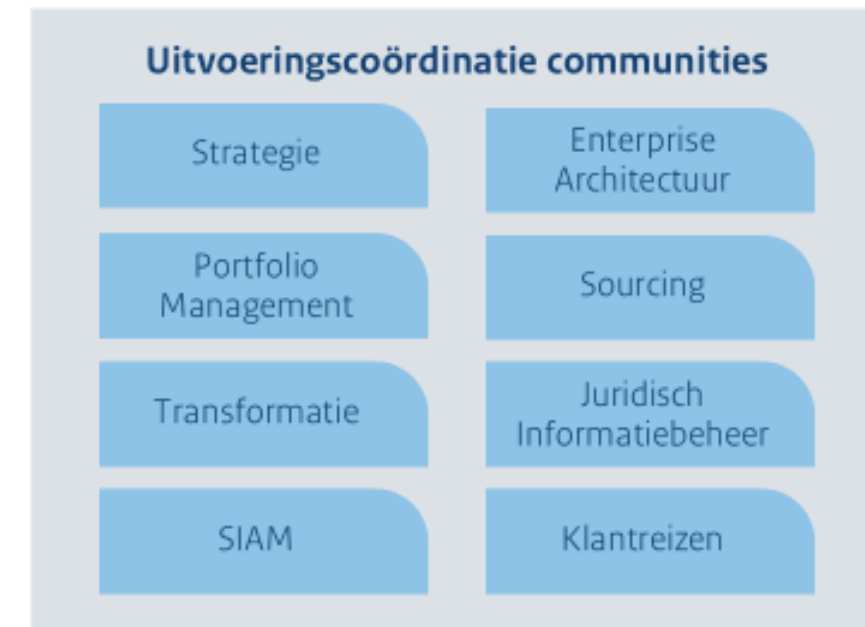 Uitvoeringscoördinatie communities
Strategie
Enterprise
Architectuur
Portfolio
Management
Sourcing
Transformatie
Juridisch
Informatiebeheer
SIAM
Klantreizen